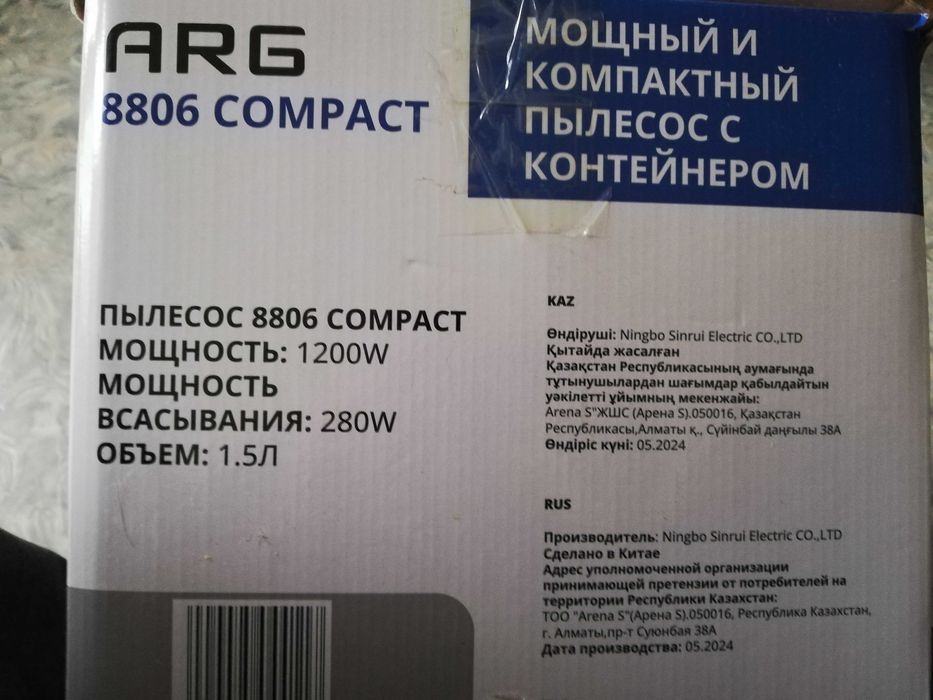 ARG
8806 COMPACT
МОЩНЫЙ И
КОМПАКТНЫЙ
ПЫЛЕСОС С
КОНТЕЙНЕРОМ
ПЫЛЕСОС 8806 COMPACT
МОЩНОСТЬ: 1200W
МОЩНОСТЬ
ВСАСЫВАНИЯ: 280W
ОБЪЕМ: 1.5Л
KAZ
Өндіруші: Ningbo Sinrui Electric CO.,LTD
Қытайда жасалған
Қазақстан Республикасының аумағында
тұтынушылардан шағымдар қабылдайтын
уәкілетті ұйымның мекенжайы:
Arena S"ЖШС (Арена S).050016, Қазақстан
Республикасы,Алматы қ., Сүйінбай даңғылы 38А
Өндіріс күні: 05.2024
RUS
Производитель: Ningbo Sinrui Electric CO.,LTD
Сделано в Китае
Адрес уполномоченной организации
принимающей претензии от потребителей на
территории Республики Казахстан:
ТОО "Arena S"(Арена S).050016, Республика Казахстан,
г. Алматы,пр-т Суюнбая 38А
Дата производства: 05.2024